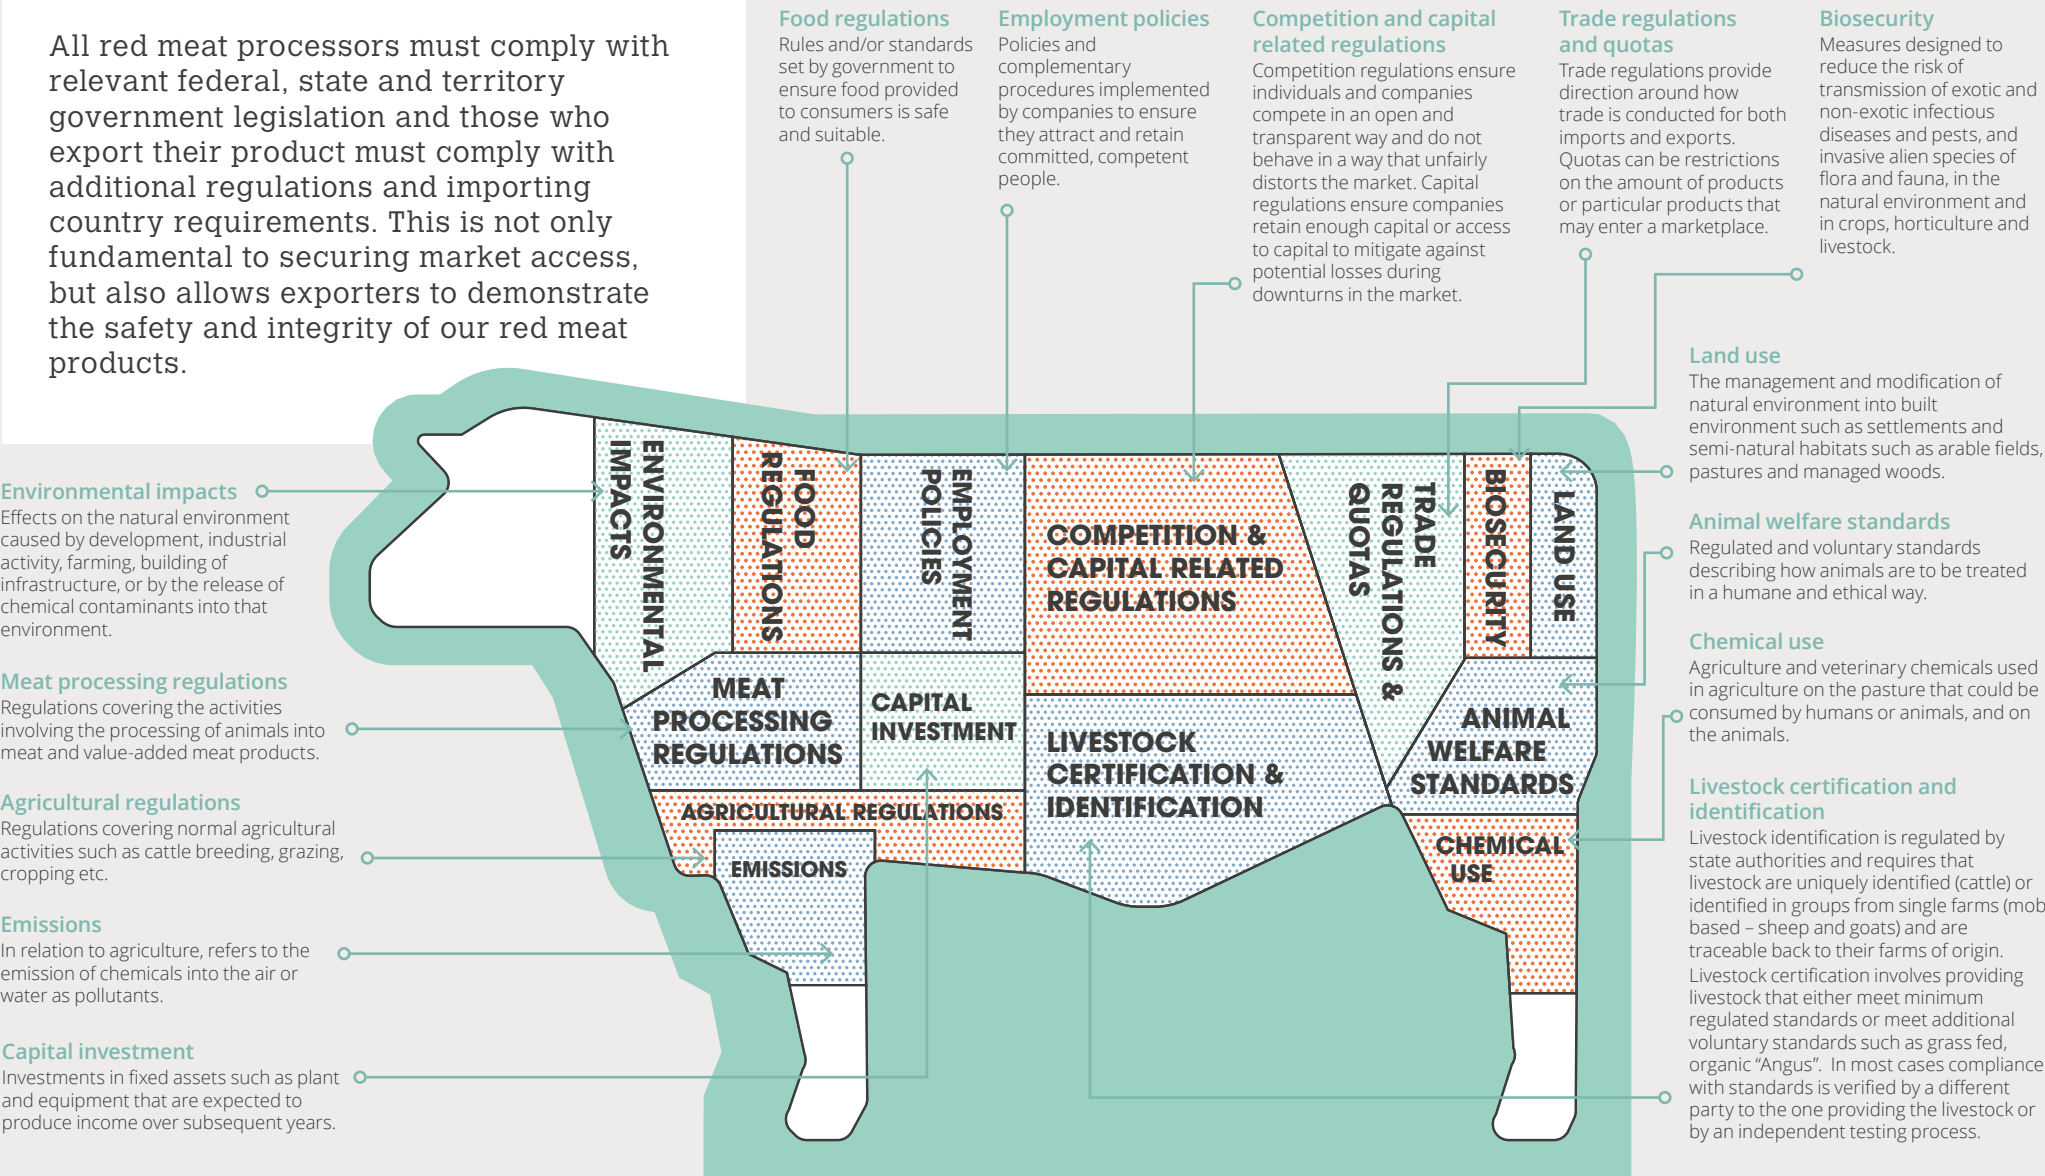 All red meat processors must comply with
relevant federal, state and territory
government legislation and those who
export their product must comply with
additional regulations and importing
country requirements. This is not only
fundamental to securing market access,
but also allows exporters to demonstrate
the safety and integrity of our red meat
products.
Food regulations
Rules and/or standards
set by government to
ensure food provided
to consumers is safe
and suitable.
Employment policies
Policies and
complementary
procedures implemented
by companies to ensure
they attract and retain
committed, competent
people.
Competition and capital
related regulations
Competition regulations ensure
individuals and companies
compete in an open and
transparent way and do not
behave in a way that unfairly
distorts the market. Capital
regulations ensure companies
retain enough capital or access
to capital to mitigate against
potential losses during
downturns in the market.
Trade regulations
and quotas
Trade regulations provide
direction around how
trade is conducted for both
imports and exports.
Quotas can be restrictions
on the amount of products
or particular products that
may enter a marketplace.
Biosecurity
Measures designed to
reduce the risk of
transmission of exotic and
non-exotic infectious
diseases and pests, and
invasive alien species of
flora and fauna, in the
natural environment and
in crops, horticulture and
livestock.
Environmental impacts
Effects on the natural environment
caused by development, industrial
activity, farming, building of
infrastructure, or by the release of
chemical contaminants into that
environment.
Meat processing regulations
Regulations covering the activities
involving the processing of animals into
meat and value-added meat products.
Agricultural regulations
Regulations covering normal agricultural
activities such as cattle breeding, grazing,
cropping etc.
Emissions
In relation to agriculture, refers to the
emission of chemicals into the air or
water as pollutants.
Capital investment
Investments in fixed assets such as plant
and equipment that are expected to
produce income over subsequent years.
ENVIRONMENTAL
IMPACTS
FOOD
REGULATIONS
EMPLOYMENT
POLICIES
COMPETITION &
CAPITAL RELATED
REGULATIONS
TRADE
REGULATIONS &
QUOTAS
BIOSECURITY
LAND USE
MEAT
PROCESSING
REGULATIONS
CAPITAL
INVESTMENT
LIVESTOCK
CERTIFICATION &
IDENTIFICATION
ANIMAL
WELFARE
STANDARDS
AGRICULTURAL REGULATIONS
EMISSIONS
CHEMICAL
USE
Land use
The management and modification of
natural environment into built
environment such as settlements and
semi-natural habitats such as arable fields,
pastures and managed woods.
Animal welfare standards
Regulated and voluntary standards
describing how animals are to be treated
in a humane and ethical way.
Chemical use
Agriculture and veterinary chemicals used
in agriculture on the pasture that could be
consumed by humans or animals, and on
the animals.
Livestock certification and
identification
Livestock identification is regulated by
state authorities and requires that
livestock are uniquely identified (cattle) or
identified in groups from single farms (mob
based – sheep and goats) and are
traceable back to their farms of origin.
Livestock certification involves providing
livestock that either meet minimum
regulated standards or meet additional
voluntary standards such as grass fed,
organic “Angus”. In most cases compliance
with standards is verified by a different
party to the one providing the livestock or
by an independent testing process.